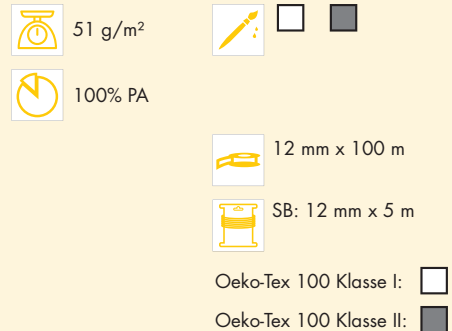 51 g/m²
100% PA
12 mm x 100 m
SB: 12 mm x 5 m
Oeko-Tex 100 Klasse I:
Oeko-Tex 100 Klasse II: